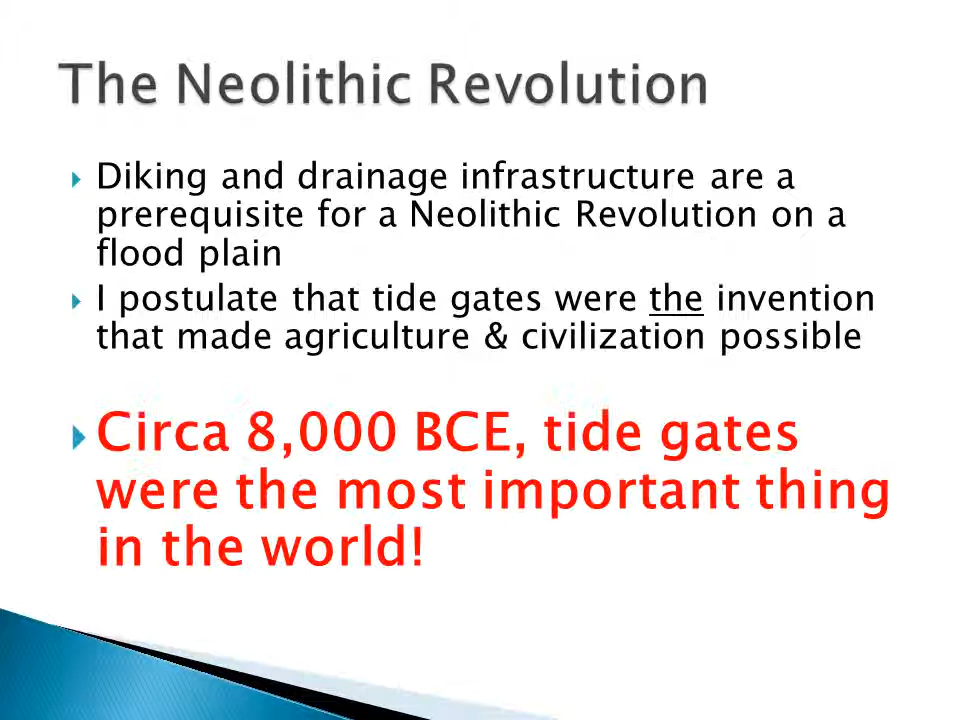 The Neolithic Revolution
Diking and drainage infrastructure are a
prerequisite for a Neolithic Revolution on a
flood plain
I postulate that tide gates were the invention
that made agriculture & civilization possible
Circa 8,000 BCE, tide gates
were the most important thing
in the world!